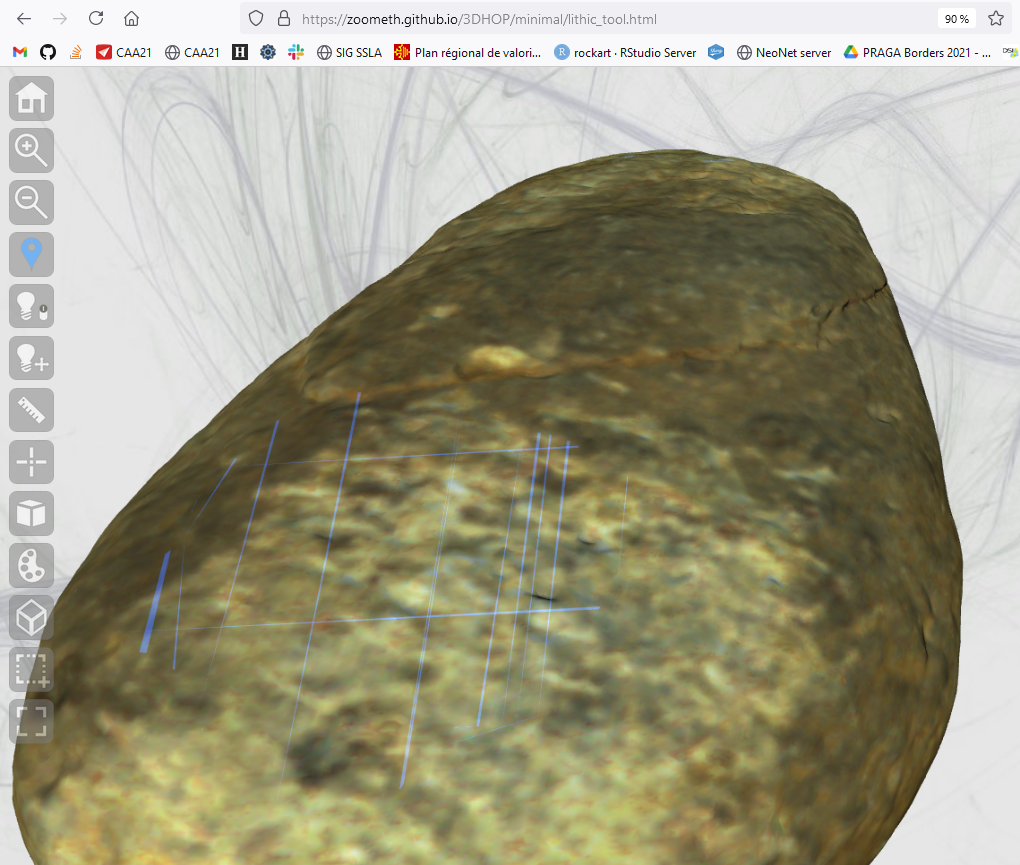 https://zoometh.github.io/3DHOP/minimal/lithic_tool.html
90 %
CAA21 CAA21 H SIG SSLA Plan régional de valori... R rockart · RStudio Server NeoNet server PRAGA Borders 2021 - ...